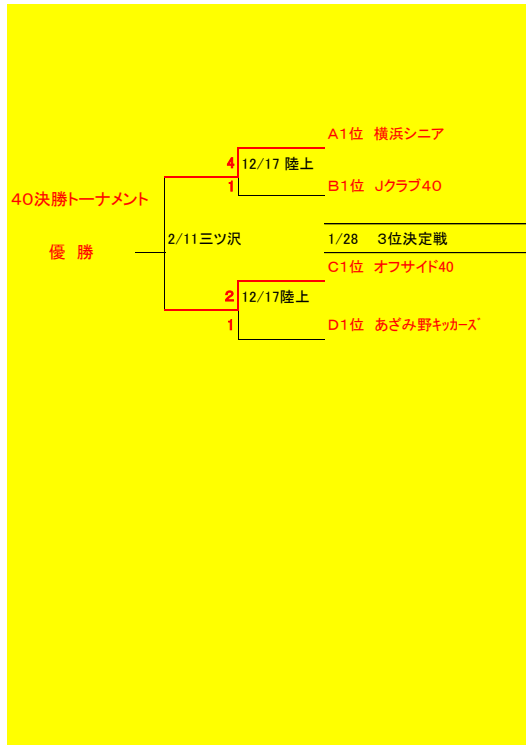 A1位 横浜シニア
4 12/17 陸上
1 B1位 Jクラブ40
40決勝トーナメント
2/11三ツ沢 1/28 3位決定戦
優 勝
C1位 オフサイド40
2 12/17陸上
1 D1位 あざみ野ｷｯｶｰｽﾞ